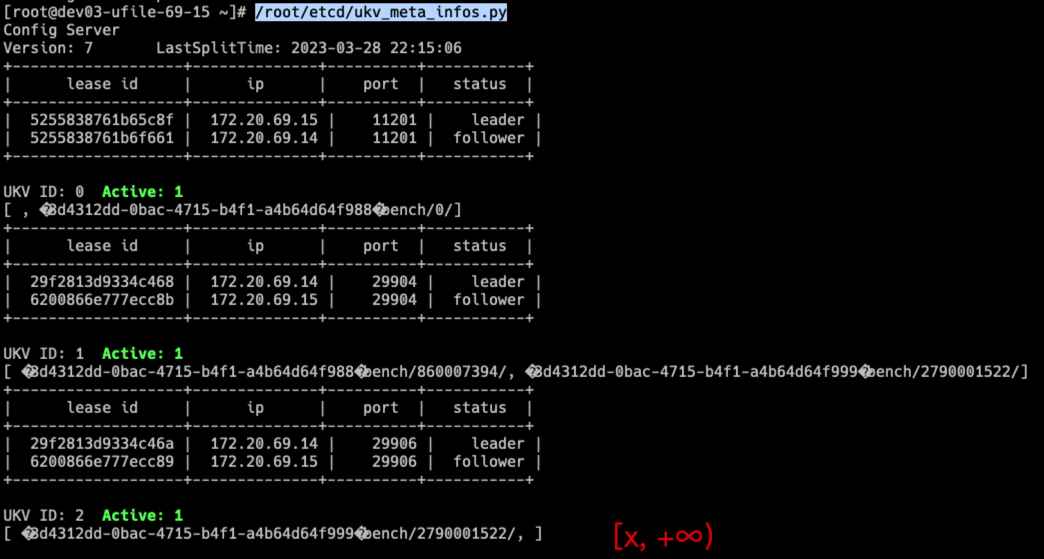 [root@dev03-ufile-69-15 ~]# /root/etcd/ukv_meta_infos.py
Config Server
Version: 7       LastSplitTime: 2023-03-28 22:15:06
+-------------------+--------------+----------+-----------+
|      lease id     |      ip      |   port   |   status  |
+-------------------+--------------+----------+-----------+
|  5255838761b65c8f |  172.20.69.15 |    11201 |    leader |
|  5255838761b6f661 |  172.20.69.14 |    11201 |  follower |
+-------------------+--------------+----------+-----------+
UKV ID: 0  Active: 1
[ , �3d4312dd-0bac-4715-b4f1-a4b64d64f988�bench/0/]
+-------------------+--------------+----------+-----------+
|      lease id     |      ip      |   port   |   status  |
+-------------------+--------------+----------+-----------+
|  29f2813d9334c468 |  172.20.69.14 |    29904 |    leader |
|  6200866e777ecc8b |  172.20.69.15 |    29904 |  follower |
+-------------------+--------------+----------+-----------+
UKV ID: 1  Active: 1
[ �3d4312dd-0bac-4715-b4f1-a4b64d64f988�bench/860007394/, �3d4312dd-0bac-4715-b4f1-a4b64d64f999�bench/2790001522/]
+-------------------+--------------+----------+-----------+
|      lease id     |      ip      |   port   |   status  |
+-------------------+--------------+----------+-----------+
|  29f2813d9334c46a |  172.20.69.14 |    29906 |    leader |
|  6200866e777ecc89 |  172.20.69.15 |    29906 |  follower |
+-------------------+--------------+----------+-----------+
UKV ID: 2  Active: 1
[ �3d4312dd-0bac-4715-b4f1-a4b64d64f999�bench/2790001522/, ]       [x, +∞)